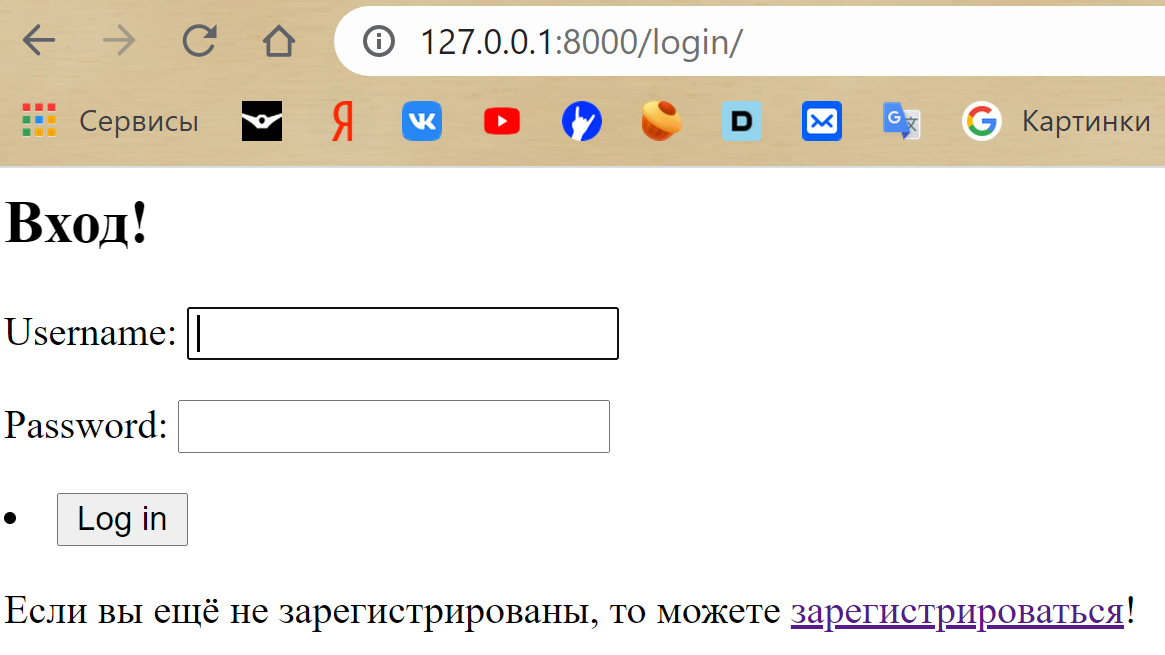 127.0.0.1:8000/login/
Сервисы Я D G Картинки
Вход!
Username:
Password:
Log in
Если вы ещё не зарегистрированы, то можете зарегистрироваться!